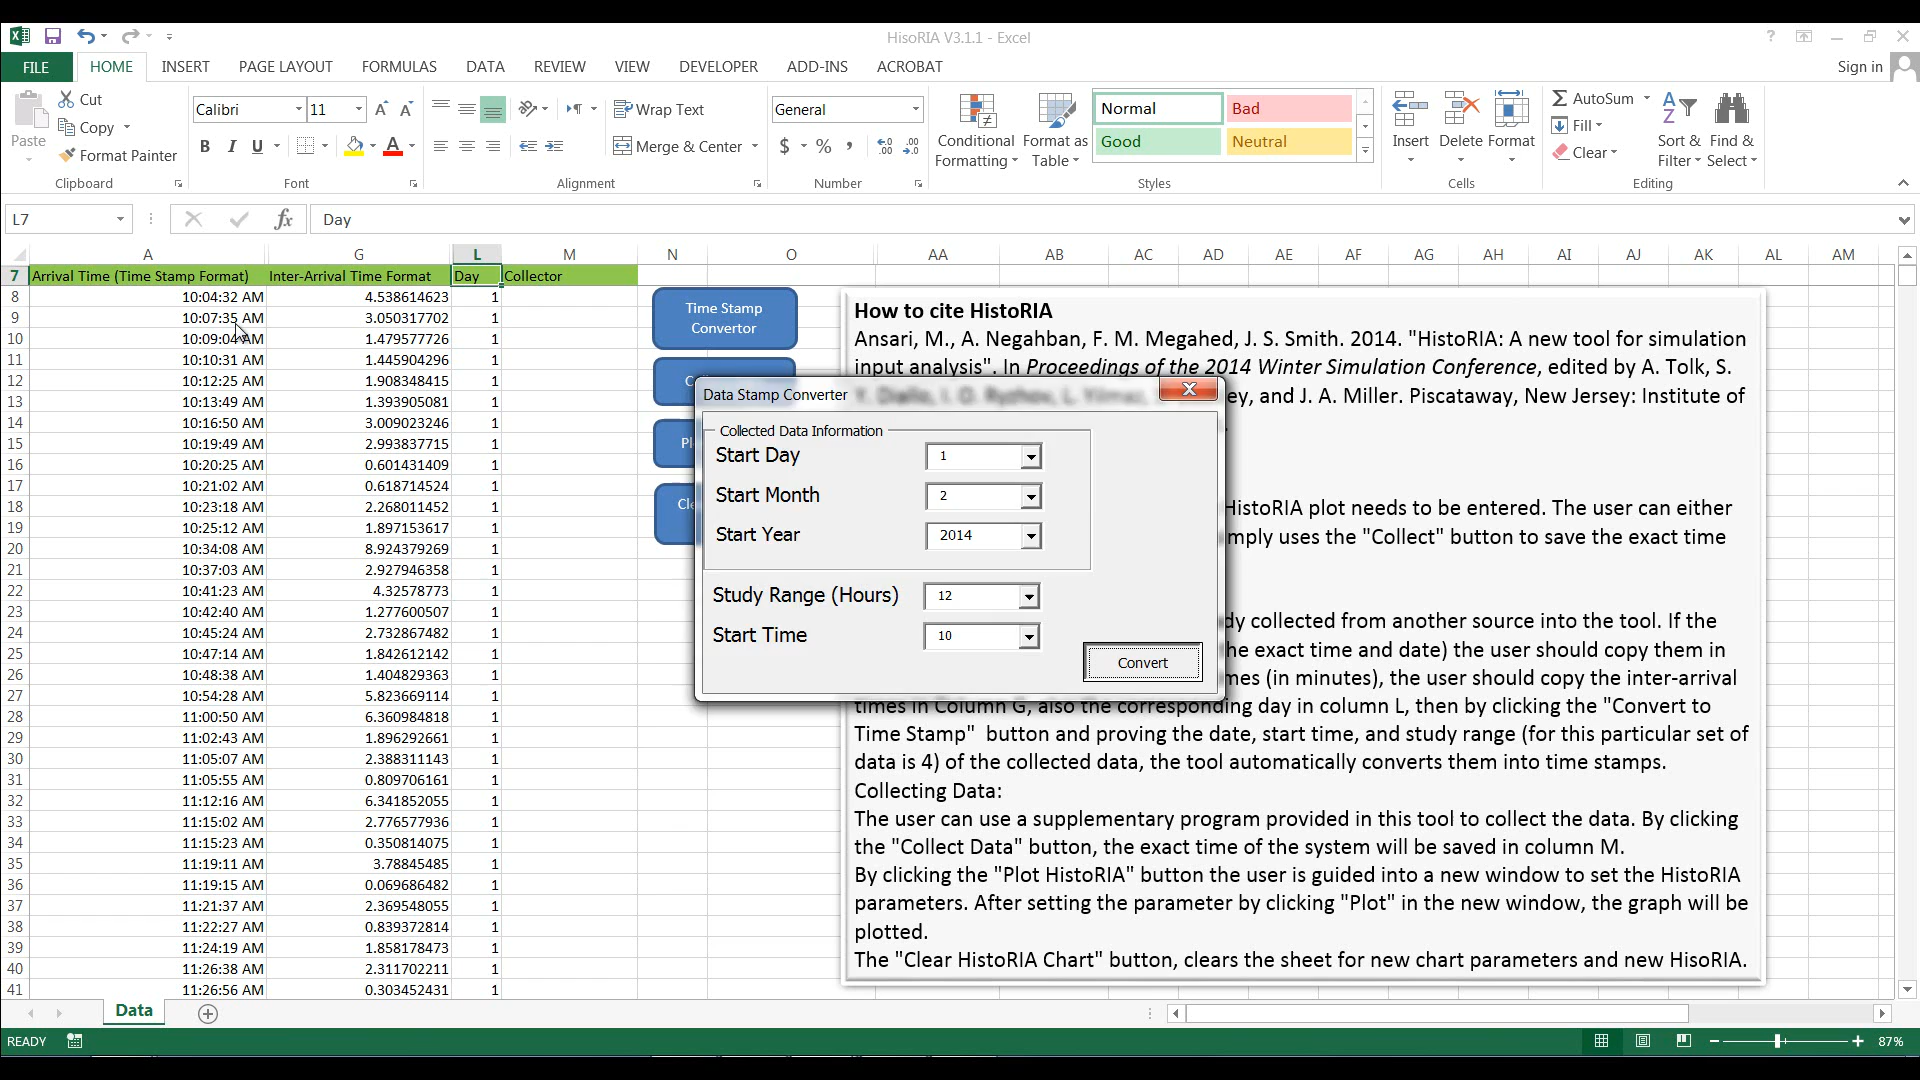 HisoRIA V3.1.1 - Excel
FILE HOME INSERT PAGE LAYOUT FORMULAS DATA REVIEW VIEW DEVELOPER ADD-INS ACROBAT Sign in
Cut
Copy
Format Painter
Paste
Clipboard
Calibri 11
B I U
Font
Wrap Text
Merge & Center
Alignment
General
$ % ,
Number
Conditional Formatting
Format as Table
Normal Bad
Good Neutral
Styles
Insert Delete Format
Cells
AutoSum
Fill
Clear
Sort & Filter
Find & Select
Editing
L7 fx Day
A G L M N O AA AB AC AD AE AF AG AH AI AJ AK AL AM
7 Arrival Time (Time Stamp Format) Inter-Arrival Time Format Day Collector
8 10:04:32 AM 4.538614623 1
9 10:07:35 AM 3.050317702 1
10 10:09:04 AM 1.479577726 1
11 10:10:31 AM 1.445904296 1
12 10:12:25 AM 1.908348415 1
13 10:13:49 AM 1.393905081 1
14 10:16:50 AM 3.009023246 1
15 10:19:49 AM 2.993837715 1
16 10:20:25 AM 0.601431409 1
17 10:21:02 AM 0.618714524 1
18 10:23:18 AM 2.268011452 1
19 10:25:12 AM 1.897153617 1
20 10:34:08 AM 8.924379269 1
21 10:37:03 AM 2.927946358 1
22 10:41:23 AM 4.32578773 1
23 10:42:40 AM 1.277600507 1
24 10:45:24 AM 2.732867482 1
25 10:47:14 AM 1.842612142 1
26 10:48:38 AM 1.404829363 1
27 10:54:28 AM 5.823669114 1
28 11:00:50 AM 6.360984818 1
29 11:02:43 AM 1.896292661 1
30 11:05:07 AM 2.388311143 1
31 11:05:55 AM 0.809706161 1
32 11:12:16 AM 6.341852055 1
33 11:15:02 AM 2.776577936 1
34 11:15:23 AM 0.350814075 1
35 11:19:11 AM 3.78845485 1
36 11:19:15 AM 0.069686482 1
37 11:21:37 AM 2.369548055 1
38 11:22:27 AM 0.839372814 1
39 11:24:19 AM 1.858178473 1
40 11:26:38 AM 2.311702211 1
41 11:26:56 AM 0.303452431 1
Time Stamp
Convertor
How to cite HistoRIA
Ansari, M., A. Negahban, F. M. Megahed, J. S. Smith. 2014. "HistoRIA: A new tool for simulation
input analysis". In Proceedings of the 2014 Winter Simulation Conference, edited by A. Tolk, S.
ey, and J. A. Miller. Piscataway, New Jersey: Institute of
Data Stamp Converter
Collected Data Information
Start Day 1
Start Month 2
Start Year 2014
Study Range (Hours) 12
Start Time 10
Convert
HistoRIA plot needs to be entered. The user can either
mply uses the "Collect" button to save the exact time
dy collected from another source into the tool. If the
he exact time and date) the user should copy them in
mes (in minutes), the user should copy the inter-arrival
times in Column G, also the corresponding day in column L, then by clicking the "Convert to
Time Stamp" button and proving the date, start time, and study range (for this particular set of
data is 4) of the collected data, the tool automatically converts them into time stamps.
Collecting Data:
The user can use a supplementary program provided in this tool to collect the data. By clicking
the "Collect Data" button, the exact time of the system will be saved in column M.
By clicking the "Plot HistoRIA" button the user is guided into a new window to set the HistoRIA
parameters. After setting the parameter by clicking "Plot" in the new window, the graph will be
plotted.
The "Clear HistoRIA Chart" button, clears the sheet for new chart parameters and new HisoRIA.
Data
READY 87%